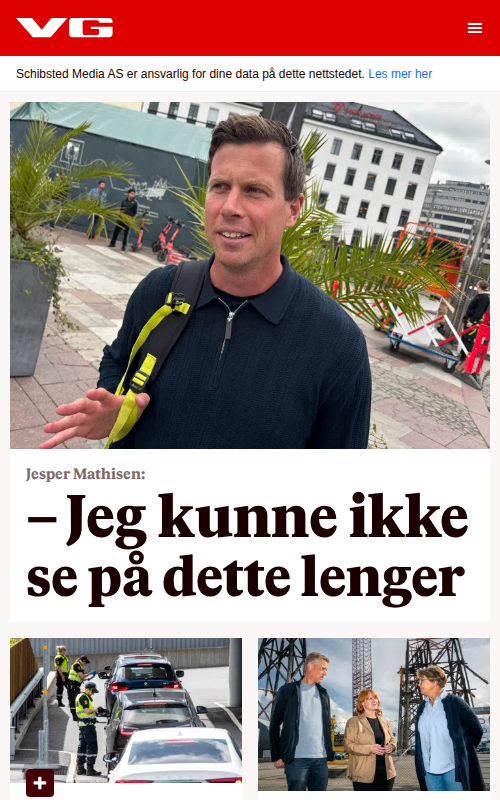 VG
Schibsted Media AS er ansvarlig for dine data på dette nettstedet. Les mer her
Jesper Mathisen:
– Jeg kunne ikke
se på dette lenger